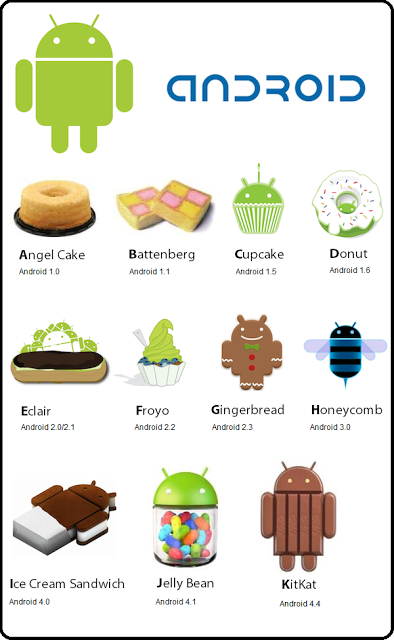 ANDROID
Angel Cake
Android 1.0
Battenberg
Android 1.1
Cupcake
Android 1.5
Donut
Android 1.6
Eclair
Android 2.0/2.1
Froyo
Android 2.2
Gingerbread
Android 2.3
Honeycomb
Android 3.0
Ice Cream Sandwich
Android 4.0
Jelly Bean
Android 4.1
KitKat
Android 4.4